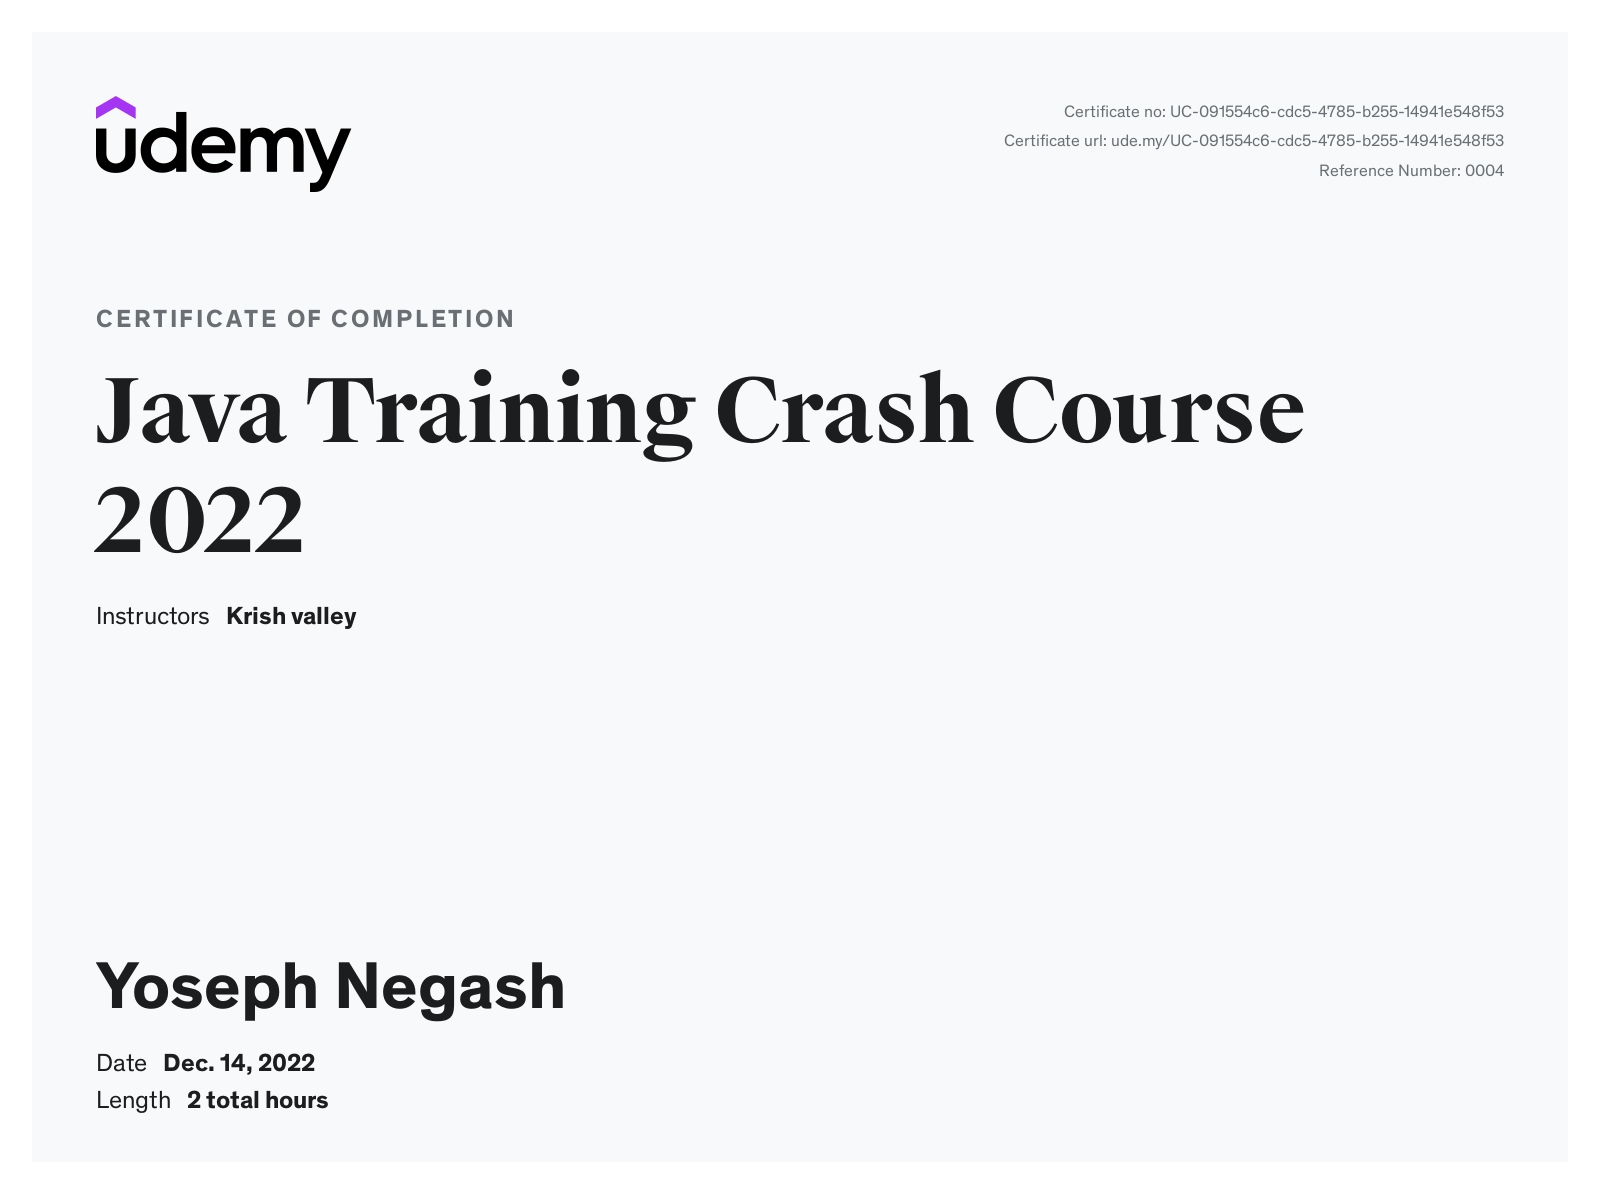 udemy
Certificate no: UC-091554c6-cdc5-4785-b255-14941e548f53
Certificate url: ude.my/UC-091554c6-cdc5-4785-b255-14941e548f53
Reference Number: 0004
CERTIFICATE OF COMPLETION
Java Training Crash Course
2022
Instructors Krish valley
Yoseph Negash
Date Dec. 14, 2022
Length 2 total hours